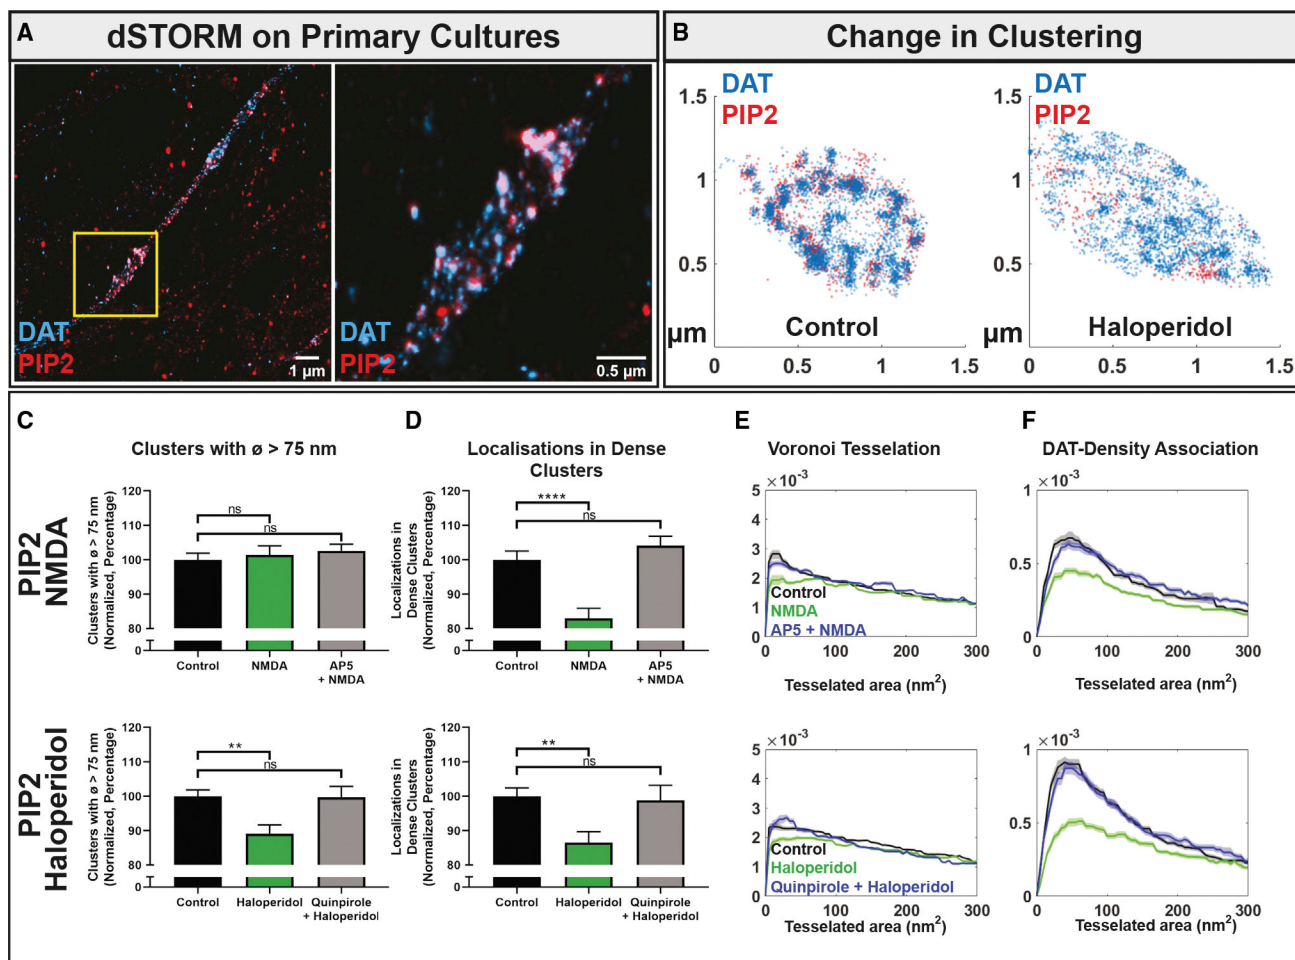 A
dSTORM on Primary Cultures
DAT
PIP2
1 µm
DAT
PIP2
0.5 µm
B
Change in Clustering
DAT
PIP2
1.5
1
0.5
µm
Control
0
0.5
1
1.5
DAT
PIP2
1.5
1
0.5
µm
Haloperidol
0
0.5
1
1.5
PIP2
NMDA
C
Clusters with ø > 75 nm
Clusters with ø > 75 nm
(Normalized, Percentage)
120
110
100
90
80
0
ns
ns
Control
NMDA
AP5
+ NMDA
D
Localisations in Dense
Clusters
Localizations in
Dense Clusters
(Normalized, Percentage)
120
110
100
90
80
0
****
ns
Control
NMDA
AP5
+ NMDA
E
Voronoi Tesselation
×10⁻³
5
4
3
2
1
0
Control
NMDA
AP5 + NMDA
0
100
200
300
Tesselated area (nm²)
F
DAT-Density Association
×10⁻³
1
0.5
0
0
100
200
300
Tesselated area (nm²)
PIP2
Haloperidol
Clusters with ø > 75 nm
(Normalized, Percentage)
120
110
100
90
80
0
**
ns
Control
Haloperidol
Quinpirole
+ Haloperidol
Localizations in
Dense Clusters
(Normalized, Percentage)
120
110
100
90
80
0
**
ns
Control
Haloperidol
Quinpirole
+ Haloperidol
×10⁻³
5
4
3
2
1
0
Control
Haloperidol
Quinpirole + Haloperidol
0
100
200
300
Tesselated area (nm²)
×10⁻³
1
0.5
0
0
100
200
300
Tesselated area (nm²)